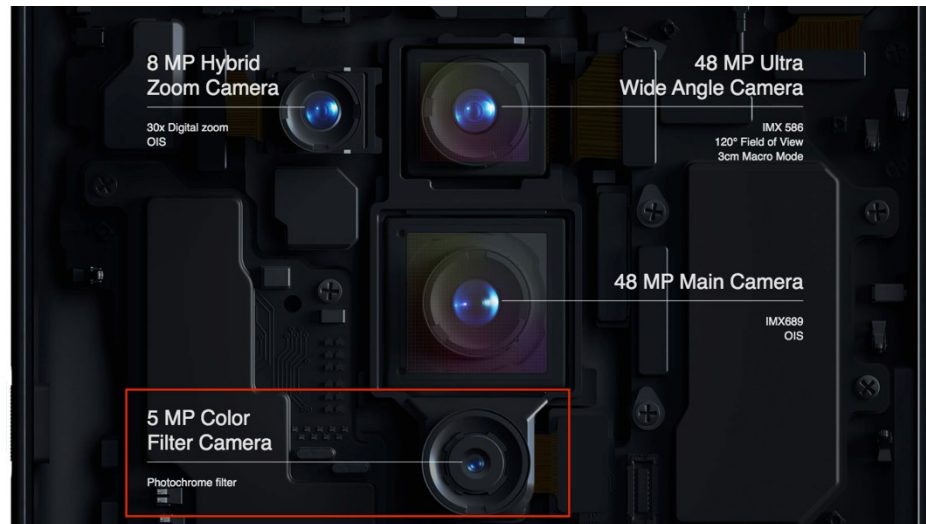 8 MP Hybrid
Zoom Camera
30x Digital zoom
OIS
48 MP Ultra
Wide Angle Camera
IMX 586
120° Field of View
3cm Macro Mode
48 MP Main Camera
IMX689
OIS
5 MP Color
Filter Camera
Photochrome filter